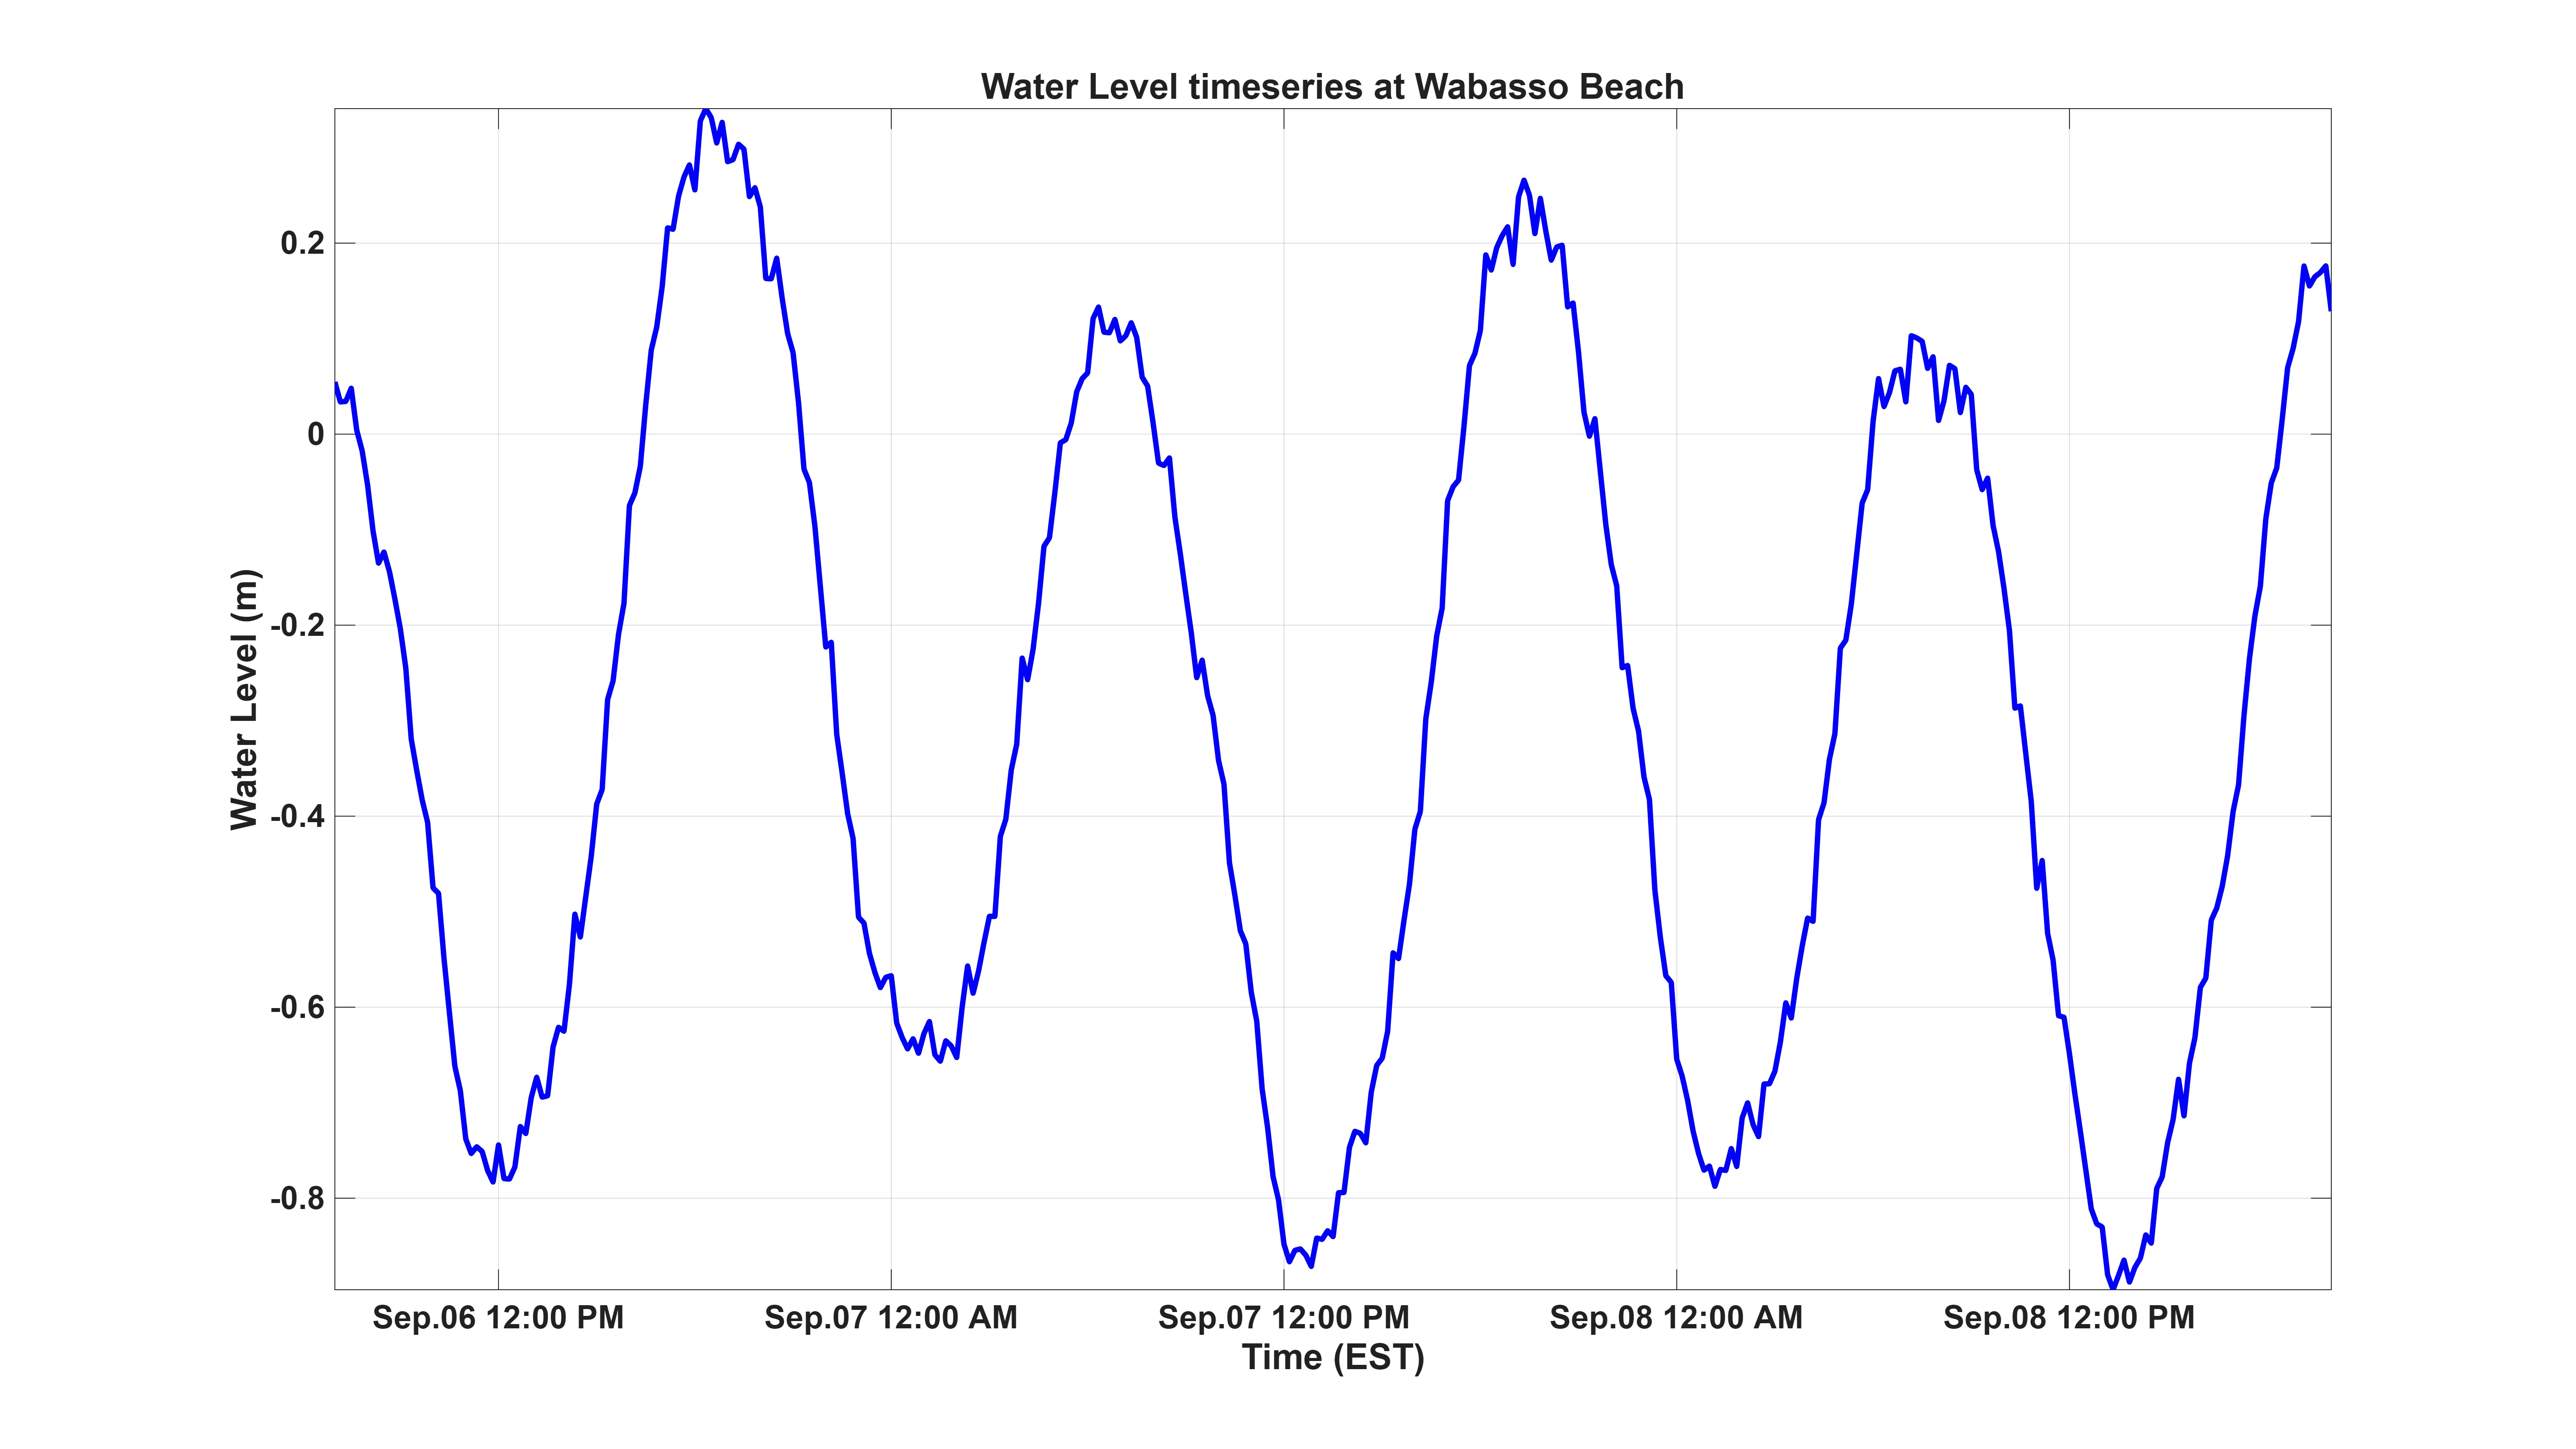 Water Level timeseries at Wabasso Beach
Water Level (m)
0.2
0
-0.2
-0.4
-0.6
-0.8
Sep.06 12:00 PM
Sep.07 12:00 AM
Sep.07 12:00 PM
Sep.08 12:00 AM
Sep.08 12:00 PM
Time (EST)